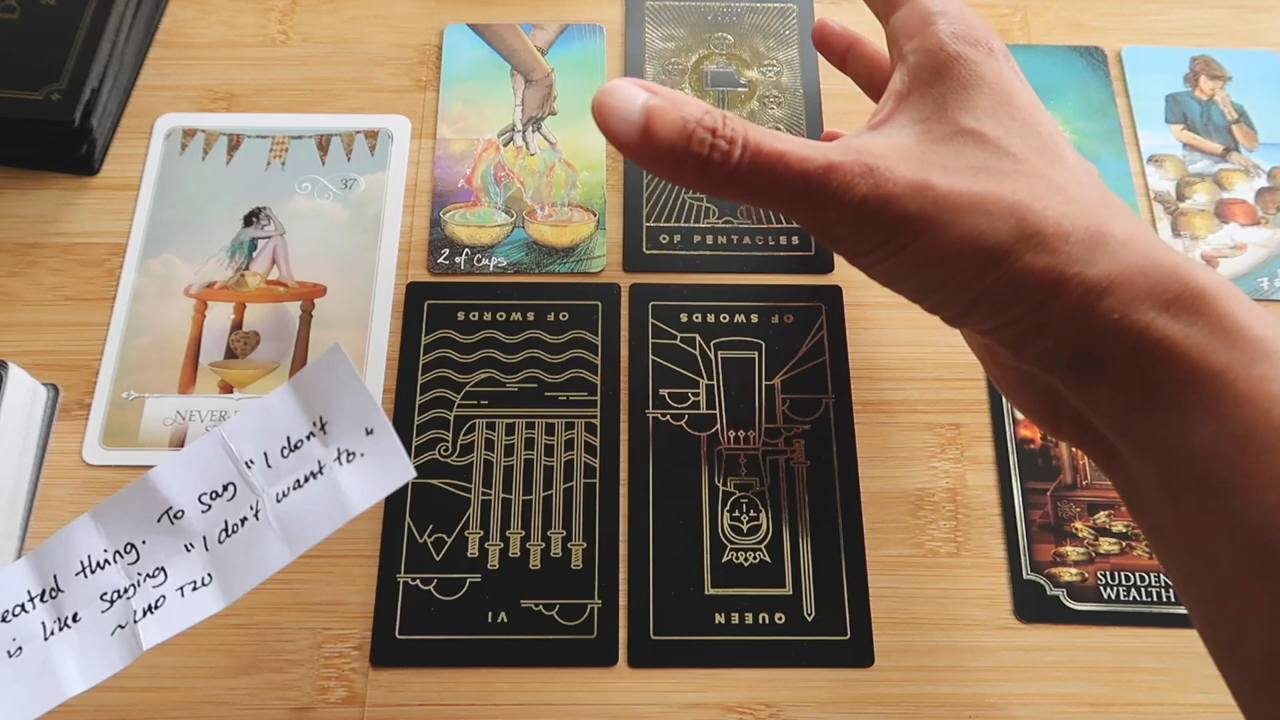 37
NEVER
2 of cups
OF PENTACLES
OF SWORDS
VI
OF SWORDS
QUEEN
SUDDEN
WEALTH
eated thing. To say "I don't
is like saying "I don't want to."
~LAO TZU